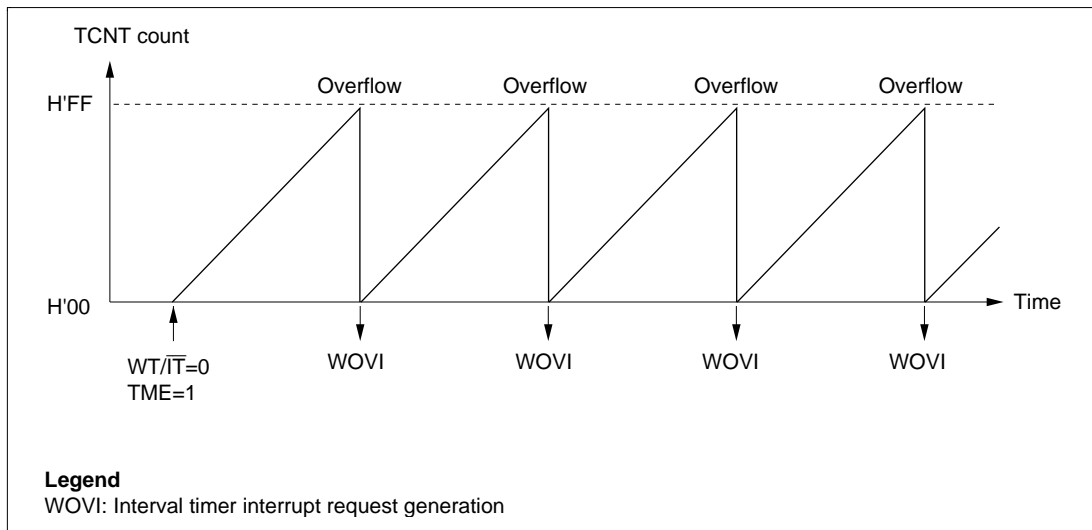 TCNT count
Overflow Overflow Overflow Overflow
H'FF
H'00
Time
WT/I̅T̅=0
TME=1
WOVI WOVI WOVI WOVI
Legend
WOVI: Interval timer interrupt request generation